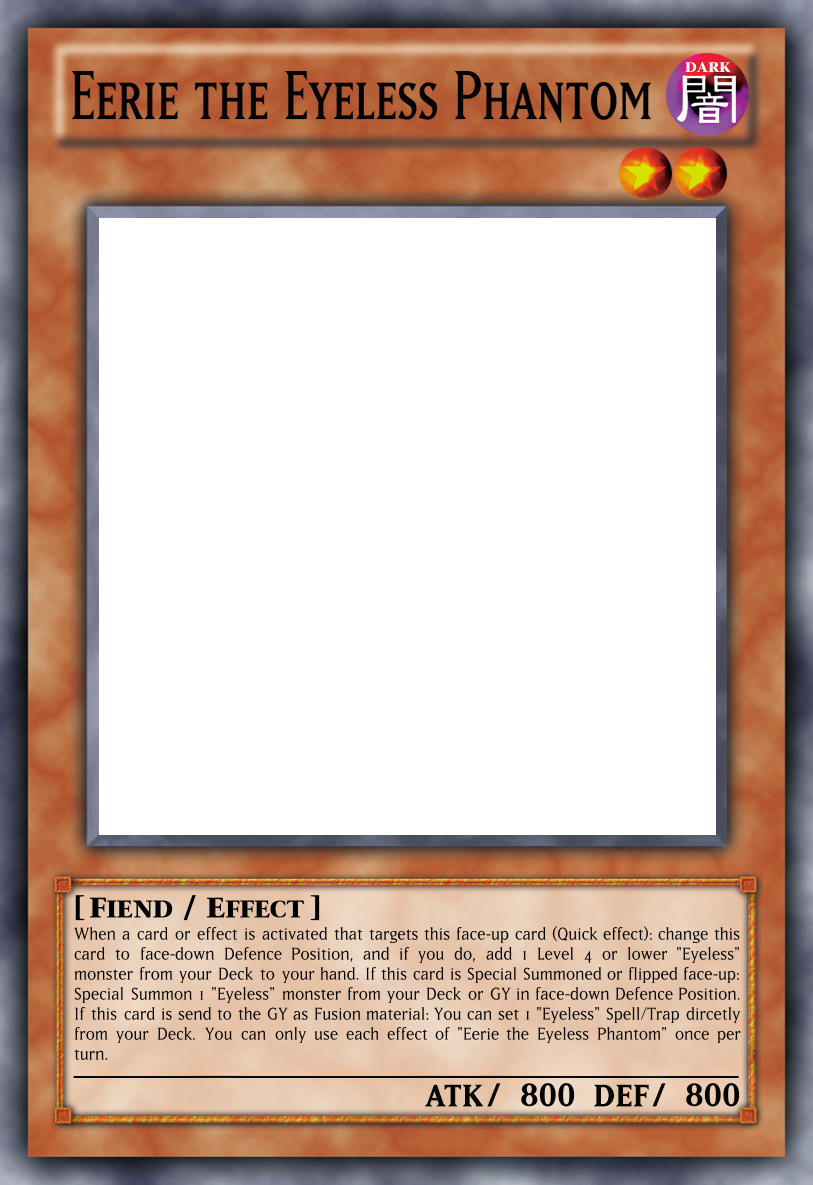 Eerie the Eyeless Phantom
DARK
闇
[ Fiend / Effect ]
When a card or effect is activated that targets this face-up card (Quick effect): change this
card to face-down Defence Position, and if you do, add 1 Level 4 or lower "Eyeless"
monster from your Deck to your hand. If this card is Special Summoned or flipped face-up:
Special Summon 1 "Eyeless" monster from your Deck or GY in face-down Defence Position.
If this card is send to the GY as Fusion material: You can set 1 "Eyeless" Spell/Trap dircetly
from your Deck. You can only use each effect of "Eerie the Eyeless Phantom" once per
turn.
ATK/ 800 DEF/ 800